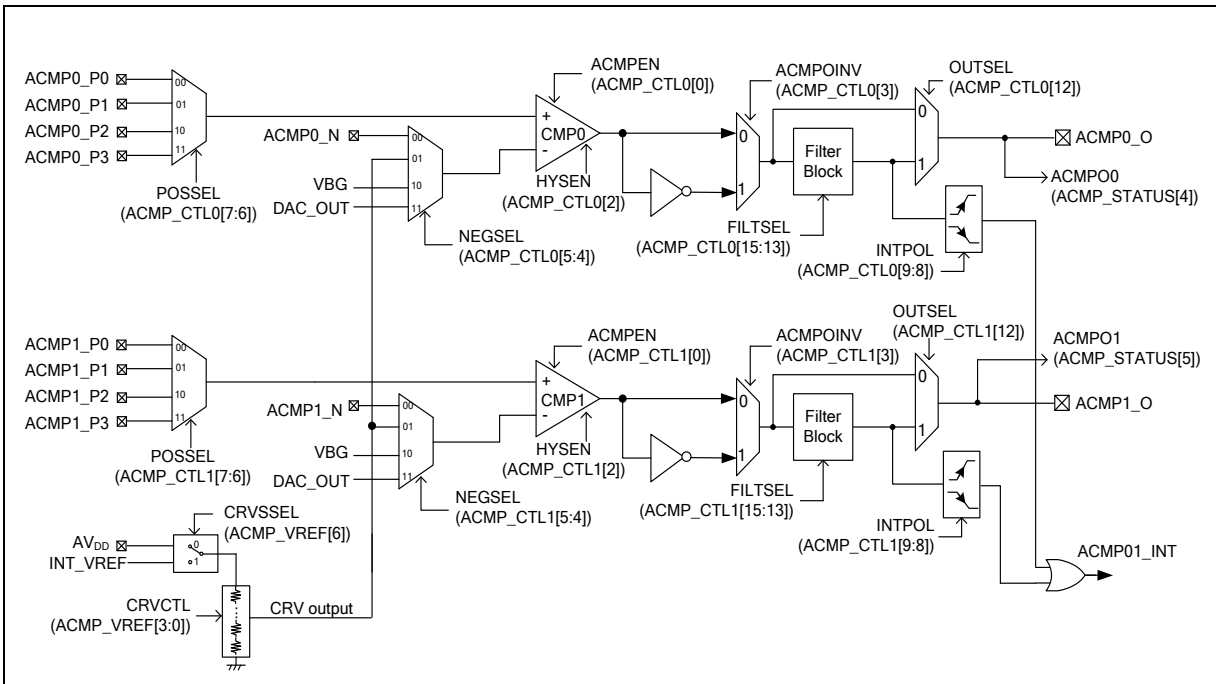 ACMP0_P0
ACMP0_P1
ACMP0_P2
ACMP0_P3
00
01
10
11
POSSEL
(ACMP_CTL0[7:6])
ACMP0_N
VBG
DAC_OUT
00
01
10
11
NEGSEL
(ACMP_CTL0[5:4])
ACMPEN
(ACMP_CTL0[0])
+
-
CMP0
HYSEN
(ACMP_CTL0[2])
ACMPOINV
(ACMP_CTL0[3])
0
1
Filter
Block
FILTSEL
(ACMP_CTL0[15:13])
OUTSEL
(ACMP_CTL0[12])
0
1
ACMP0_O
ACMPO0
(ACMP_STATUS[4])
INTPOL
(ACMP_CTL0[9:8])
ACMP1_P0
ACMP1_P1
ACMP1_P2
ACMP1_P3
00
01
10
11
POSSEL
(ACMP_CTL1[7:6])
ACMP1_N
VBG
DAC_OUT
00
01
10
11
NEGSEL
(ACMP_CTL1[5:4])
ACMPEN
(ACMP_CTL1[0])
+
-
CMP1
HYSEN
(ACMP_CTL1[2])
ACMPOINV
(ACMP_CTL1[3])
0
1
Filter
Block
FILTSEL
(ACMP_CTL1[15:13])
OUTSEL
(ACMP_CTL1[12])
0
1
ACMPO1
(ACMP_STATUS[5])
ACMP1_O
INTPOL
(ACMP_CTL1[9:8])
ACMP01_INT
CRVSSEL
(ACMP_VREF[6])
AVDD
INT_VREF
0
1
CRVCTL
(ACMP_VREF[3:0])
CRV output